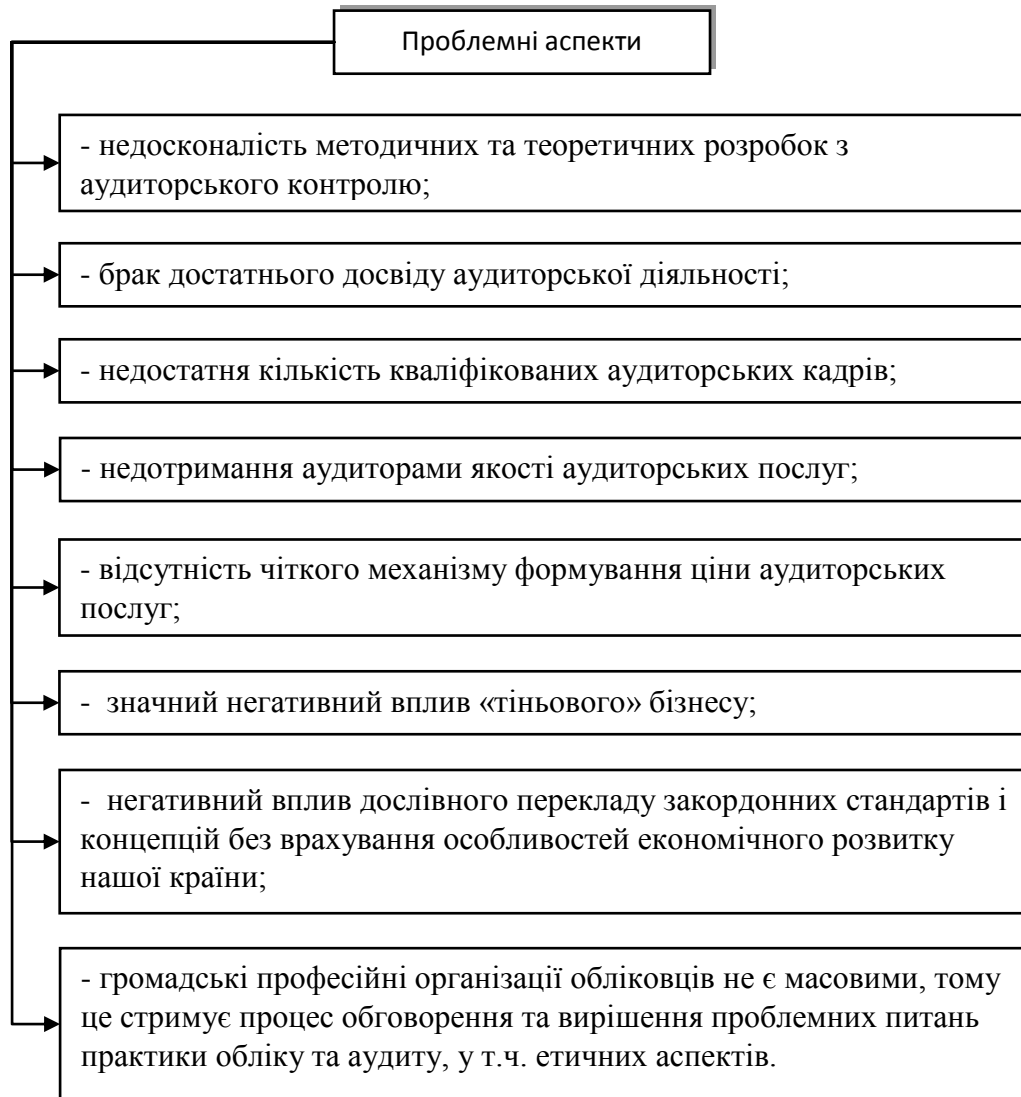 Проблемні аспекти
- недосконалість методичних та теоретичних розробок з
аудиторського контролю;
- брак достатнього досвіду аудиторської діяльності;
- недостатня кількість кваліфікованих аудиторських кадрів;
- недотримання аудиторами якості аудиторських послуг;
- відсутність чіткого механізму формування ціни аудиторських
послуг;
- значний негативний вплив «тіньового» бізнесу;
- негативний вплив дослівного перекладу закордонних стандартів і
концепцій без врахування особливостей економічного розвитку
нашої країни;
- громадські професійні організації обліковців не є масовими, тому
це стримує процес обговорення та вирішення проблемних питань
практики обліку та аудиту, у т.ч. етичних аспектів.